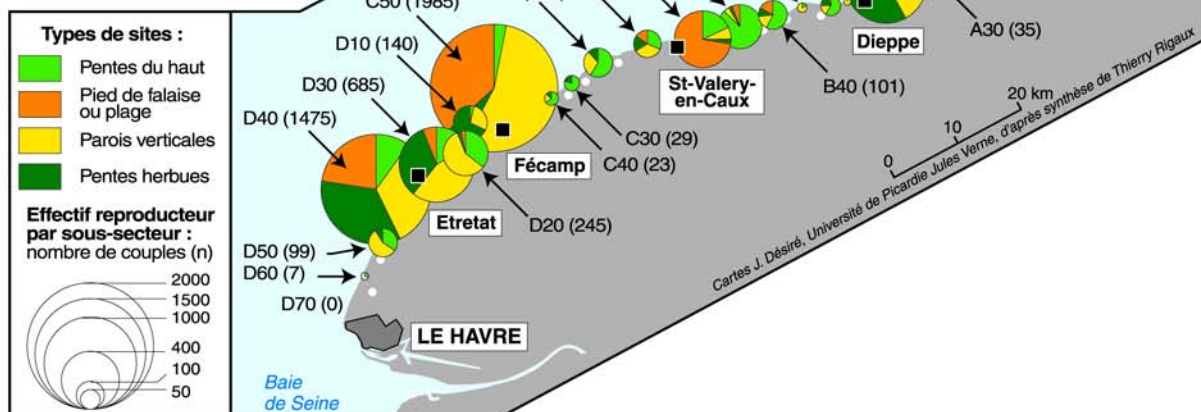 Types de sites :
Pentes du haut
Pied de falaise
ou plage
Parois verticales
Pentes herbues
Effectif reproducteur
par sous-secteur :
nombre de couples (n)
2000
1500
1000
400
100
50
C50 (1985)
D10 (140)
D30 (685)
D40 (1475)
D50 (99)
D60 (7)
D70 (0)
LE HAVRE
Baie
de Seine
Etretat
D20 (245)
Fécamp
C40 (23)
C30 (29)
St-Valery-
en-Caux
B40 (101)
Dieppe
A30 (35)
0
10
20 km
Cartes J. Désiré, Université de Picardie Jules Verne, d'après synthèse de Thierry Rigaux